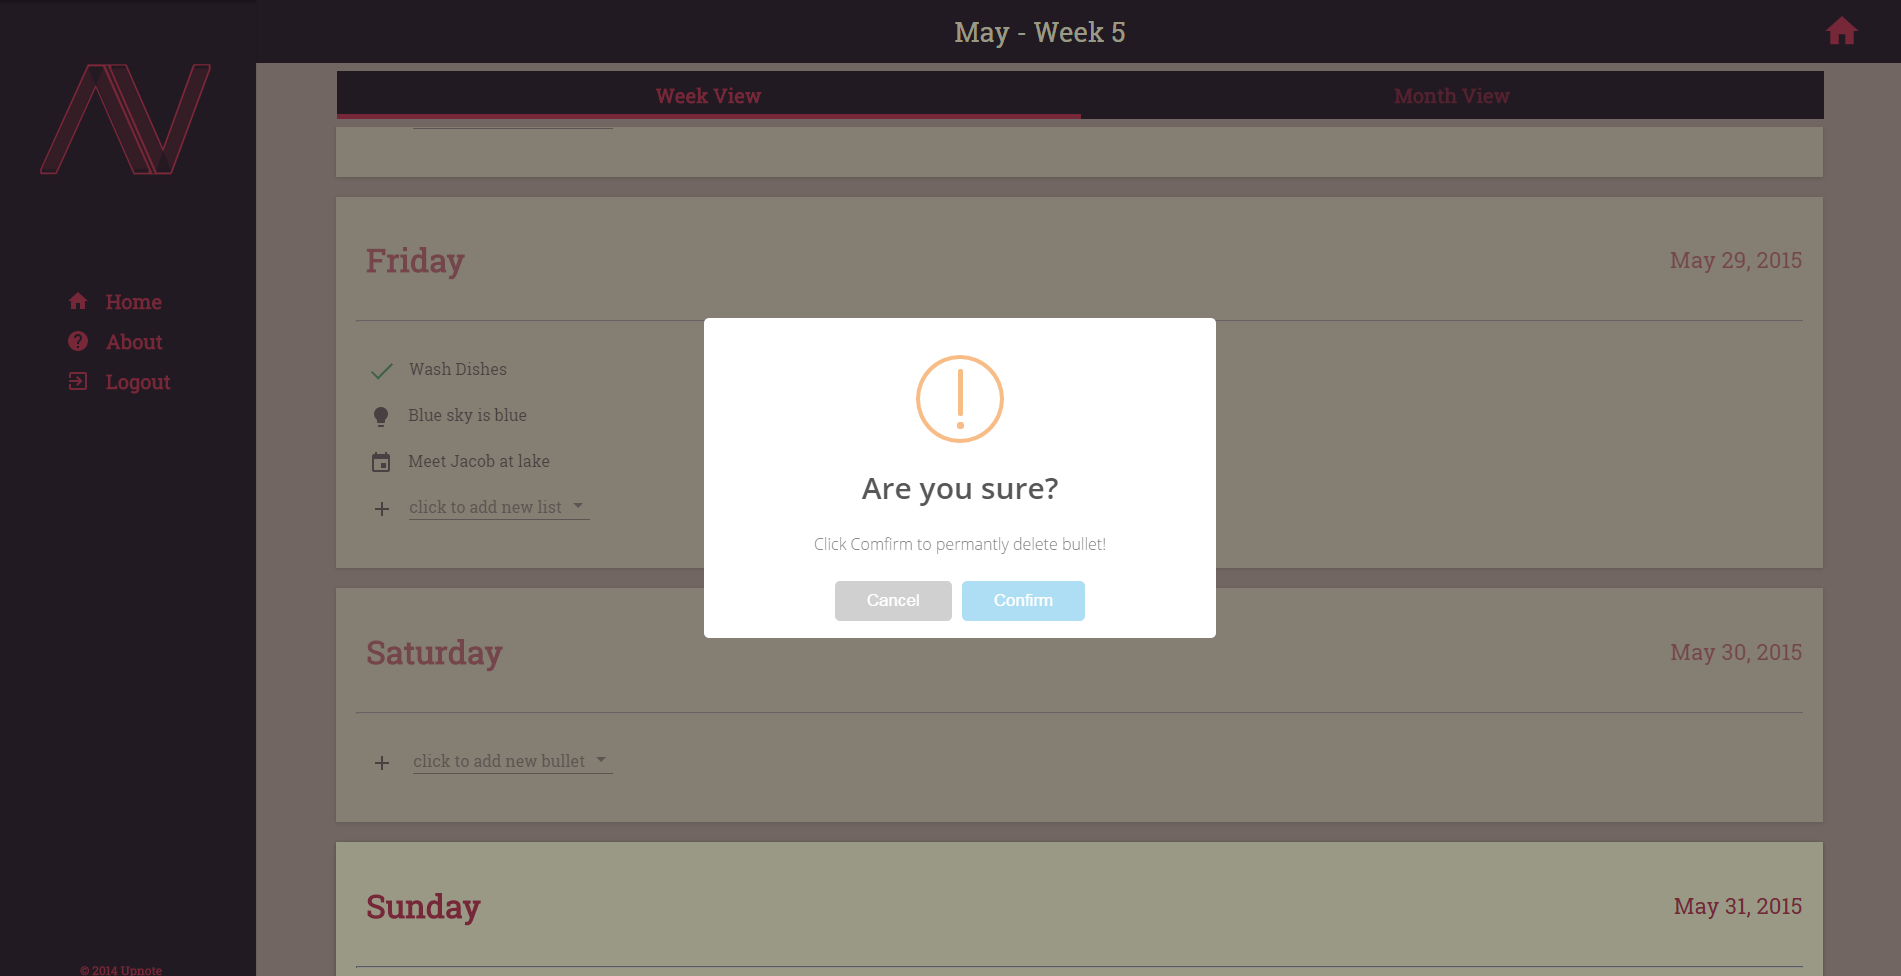 May - Week 5
Week View
Month View
Friday
May 29, 2015
Home
About
Logout
Wash Dishes
Blue sky is blue
Meet Jacob at lake
click to add new list
Are you sure?
Click Comfirm to permantly delete bullet!
Cancel
Confirm
Saturday
May 30, 2015
click to add new bullet
Sunday
May 31, 2015
© 2014 Upnote